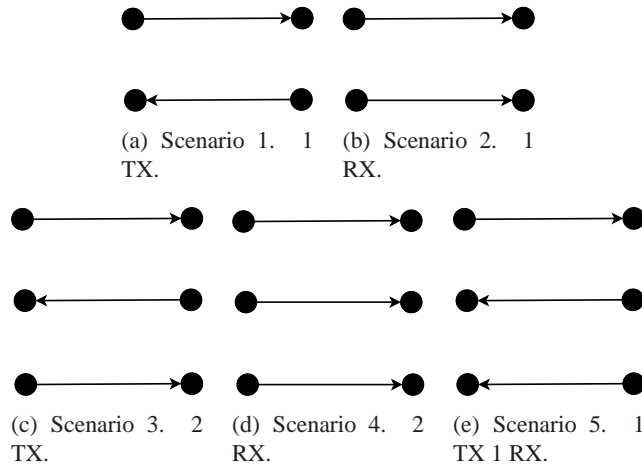 (a) Scenario 1. 1
TX.
(b) Scenario 2. 1
RX.
(c) Scenario 3. 2
TX.
(d) Scenario 4. 2
RX.
(e) Scenario 5. 1
TX 1 RX.